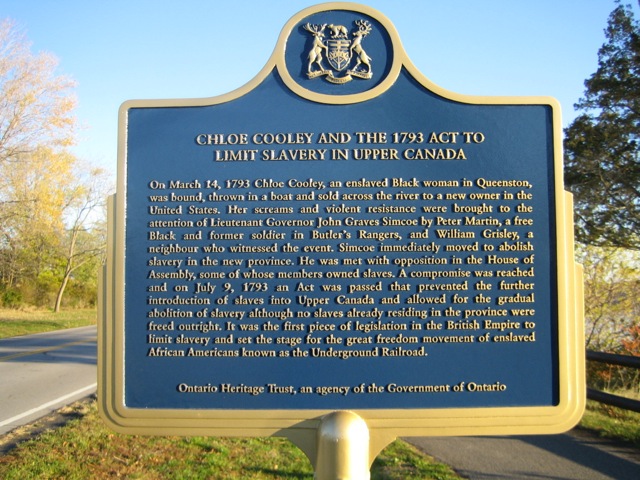 CHLOE COOLEY AND THE 1793 ACT TO
LIMIT SLAVERY IN UPPER CANADA
On March 14, 1793 Chloe Cooley, an enslaved Black woman in Queenston,
was bound, thrown in a boat and sold across the river to a new owner in the
United States. Her screams and violent resistance were brought to the
attention of Lieutenant Governor John Graves Simcoe by Peter Martin, a free
Black and former soldier in Butler's Rangers, and William Grisley, a
neighbour who witnessed the event. Simcoe immediately moved to abolish
slavery in the new province. He was met with opposition in the House of
Assembly, some of whose members owned slaves. A compromise was reached
and on July 9, 1793 an Act was passed that prevented the further
introduction of slaves into Upper Canada and allowed for the gradual
abolition of slavery although no slaves already residing in the province were
freed outright. It was the first piece of legislation in the British Empire to
limit slavery and set the stage for the great freedom movement of enslaved
African Americans known as the Underground Railroad.
Ontario Heritage Trust, an agency of the Government of Ontario